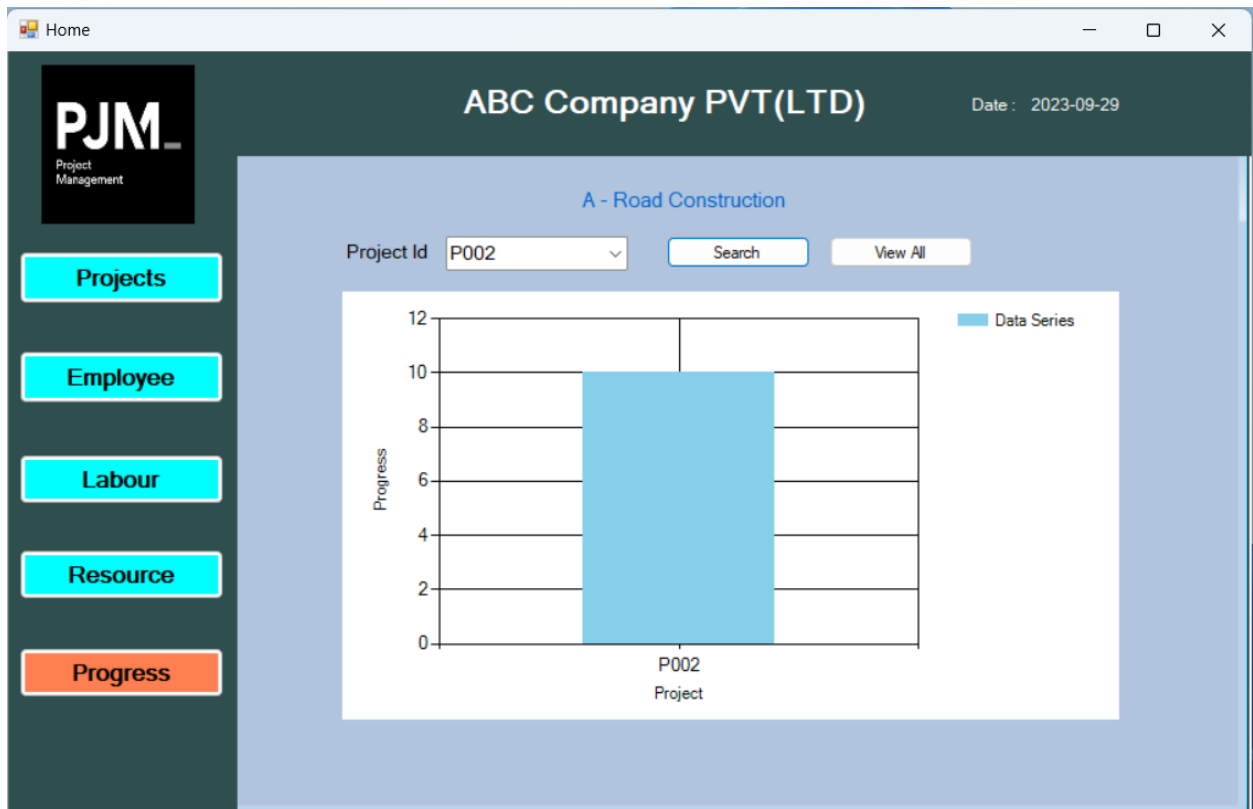 Home
PJM_
Project
Management
ABC Company PVT(LTD)
Date : 2023-09-29
Projects
Employee
Labour
Resource
Progress
A - Road Construction
Project Id P002 Search View All
Data Series
12
10
8
6
4
2
0
Progress
P002
Project